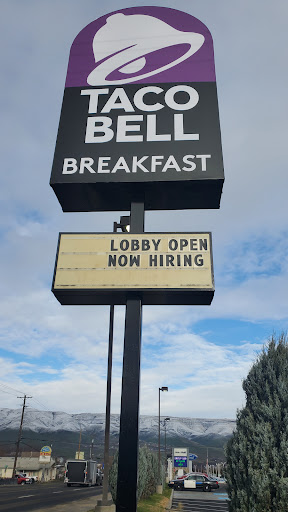 TACO
BELL
BREAKFAST
LOBBY OPEN
NOW HIRING